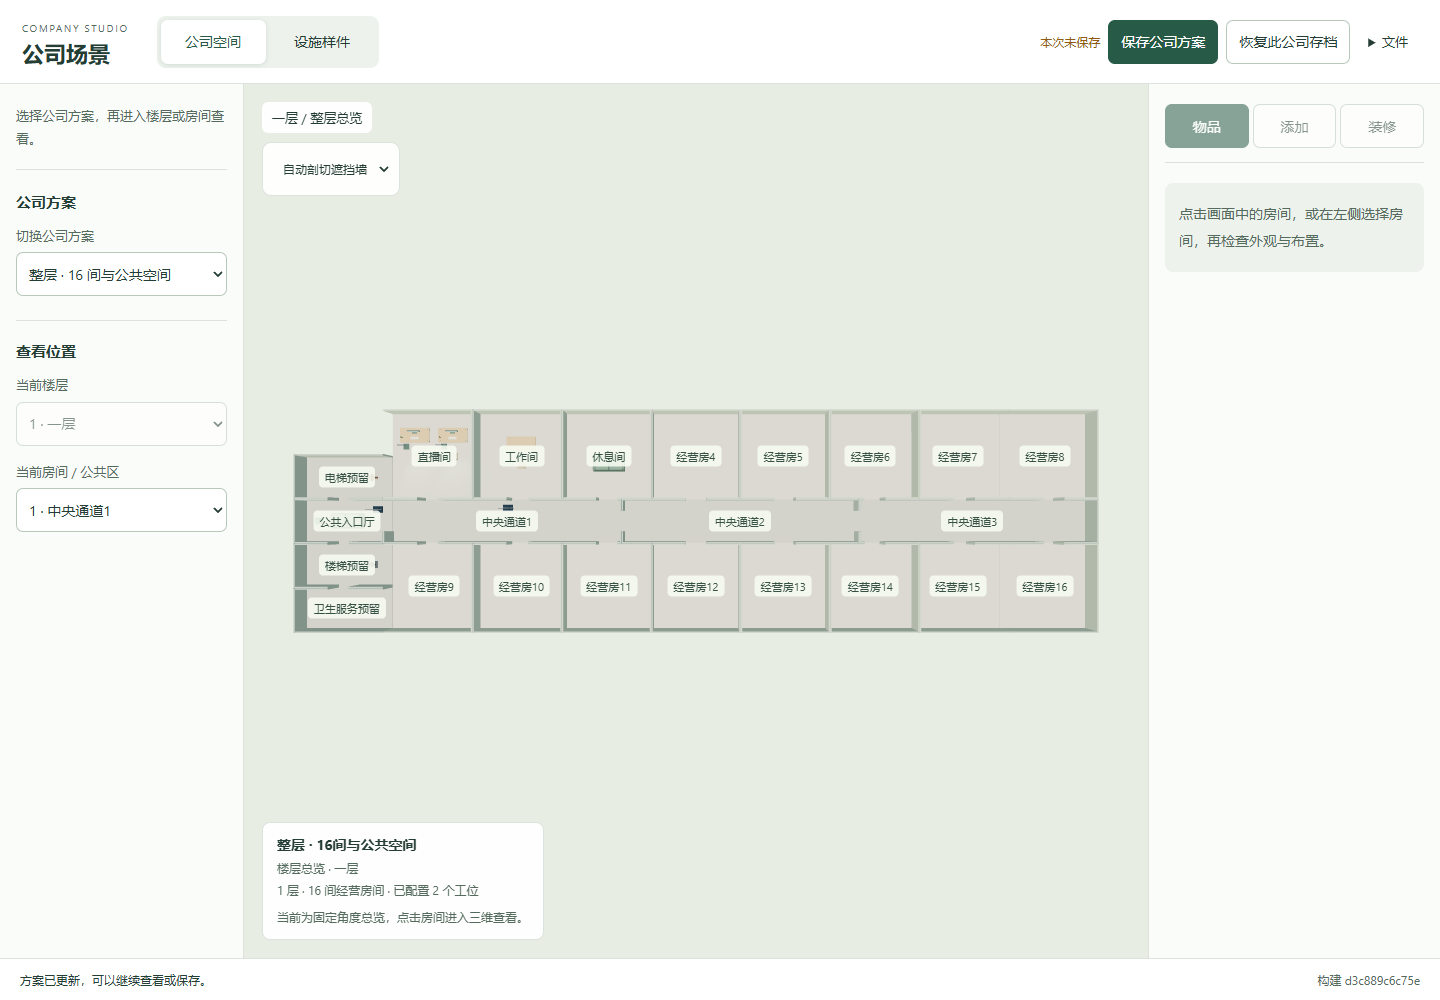 COMPANY STUDIO
公司场景
公司空间
设施样件
本次未保存
保存公司方案
恢复此公司存档
▶ 文件
选择公司方案，再进入楼层或房间查
看。
公司方案
切换公司方案
整层 · 16 间与公共空间
查看位置
当前楼层
1 · 一层
当前房间 / 公共区
1 · 中央通道1
一层 / 整层总览
自动剖切遮挡墙
直播间
工作间
休息间
经营房4
经营房5
经营房6
经营房7
经营房8
电梯预留
公共入口厅
中央通道1
中央通道2
中央通道3
楼梯预留
卫生服务预留
经营房9
经营房10
经营房11
经营房12
经营房13
经营房14
经营房15
经营房16
整层 · 16间与公共空间
楼层总览 · 一层
1 层 · 16 间经营房间 · 已配置 2 个工位
当前为固定角度总览，点击房间进入三维查看。
物品
添加
装修
点击画面中的房间，或在左侧选择房
间，再检查外观与布置。
方案已更新，可以继续查看或保存。
构建 d3c889c6c75e